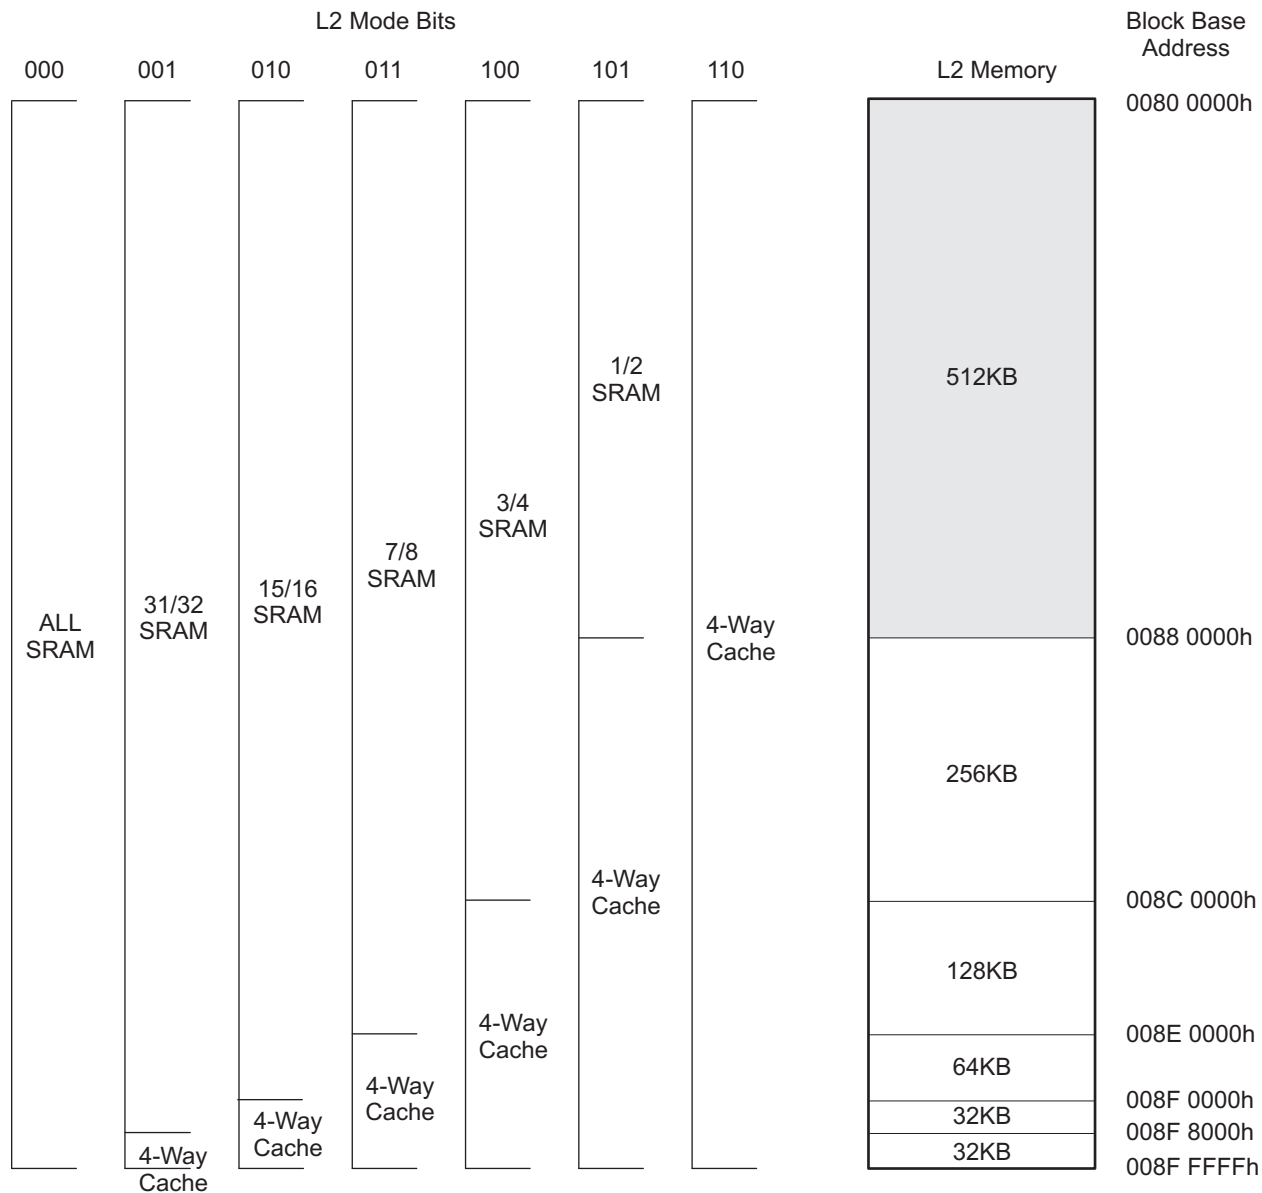 L2 Mode Bits
Block Base
Address
000 001 010 011 100 101 110
L2 Memory
0080 0000h
1/2
SRAM
512KB
3/4
SRAM
7/8
SRAM
15/16
SRAM
31/32
SRAM
ALL
SRAM
4-Way
Cache
0088 0000h
256KB
4-Way
Cache
008C 0000h
128KB
4-Way
Cache
008E 0000h
64KB
4-Way
Cache
008F 0000h
32KB
4-Way
Cache
008F 8000h
32KB
4-Way
Cache
008F FFFFh